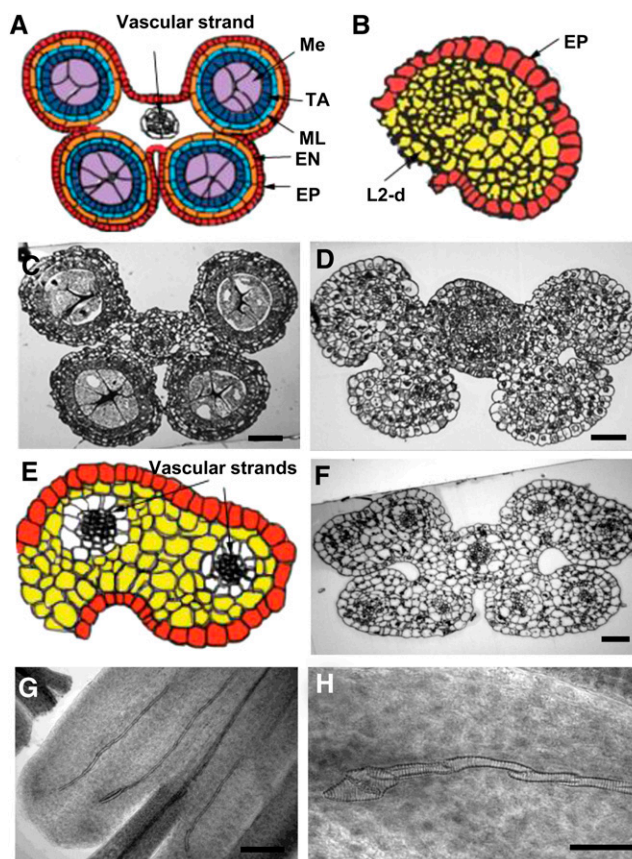 A
Vascular strand
Me
TA
ML
EN
EP
B
EP
L2-d
C
D
E
Vascular strands
F
G
H